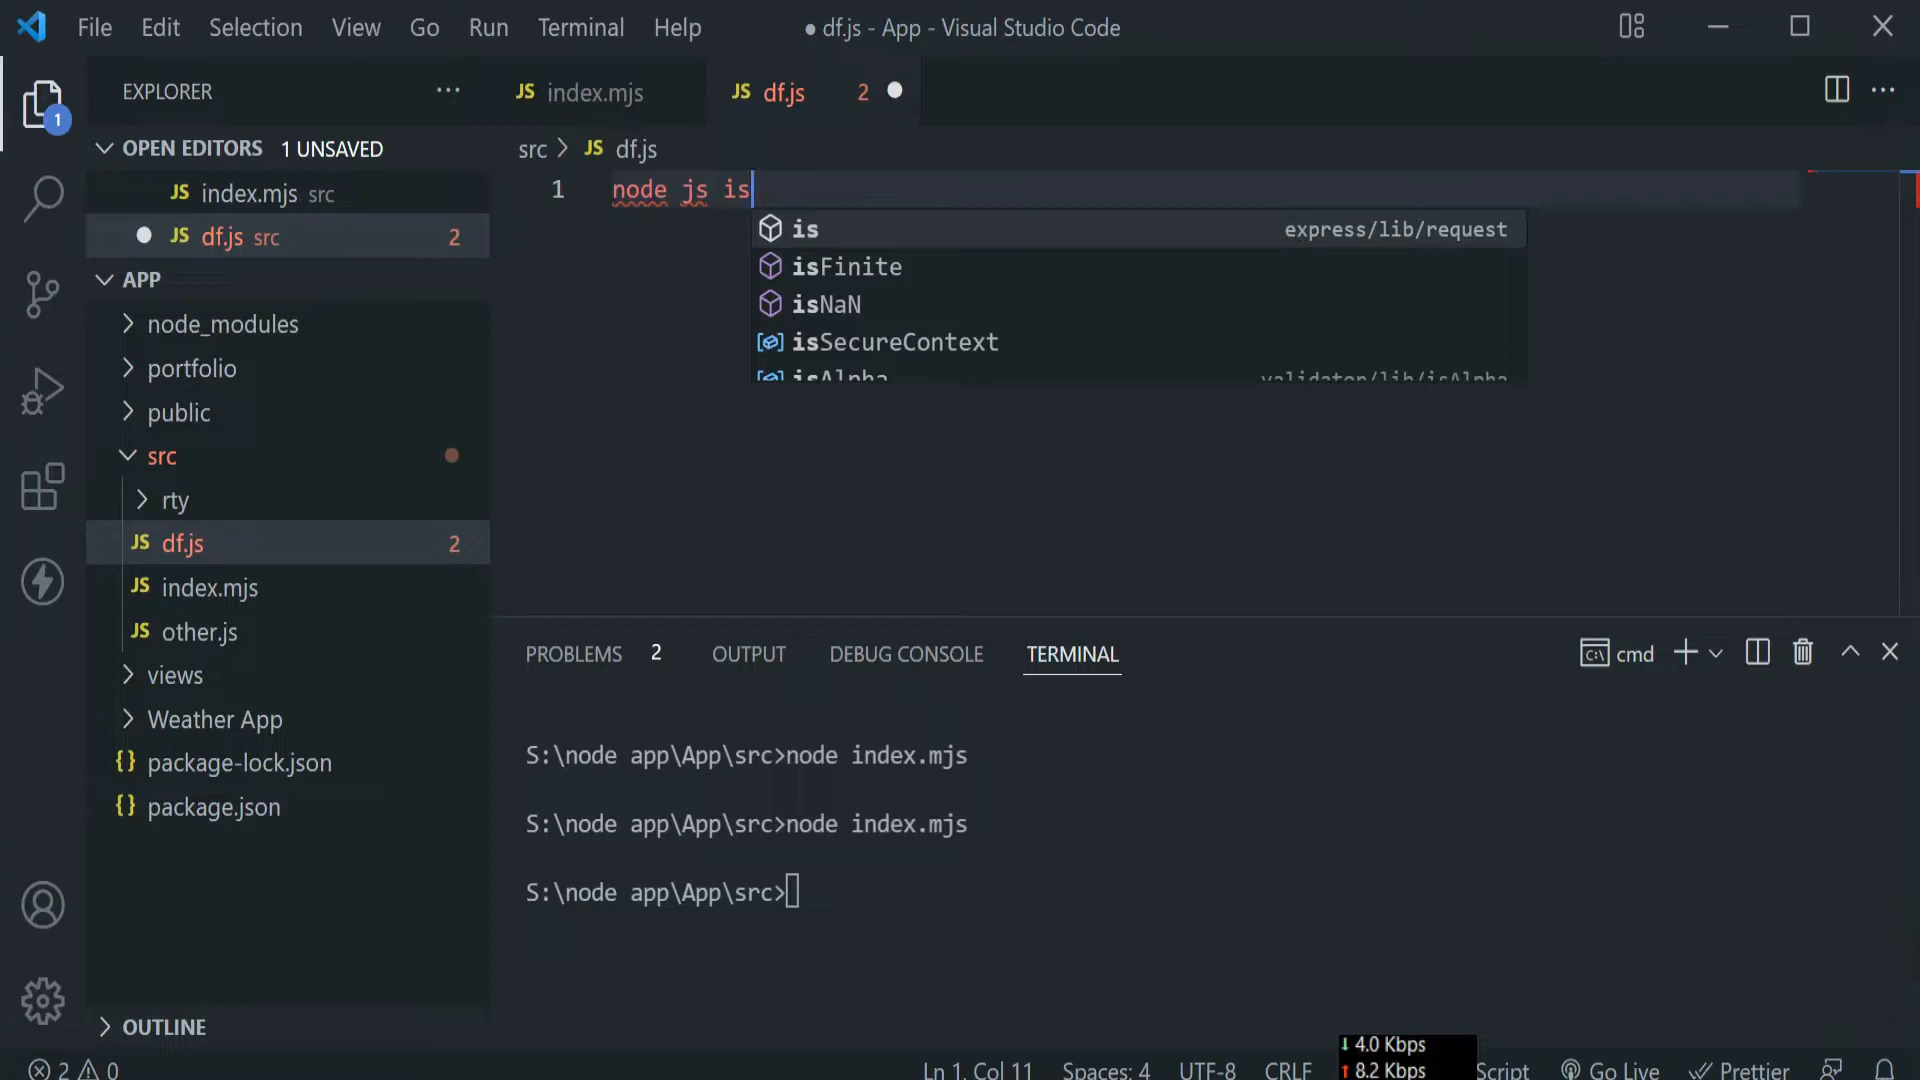 File Edit Selection View Go Run Terminal Help ● df.js - App - Visual Studio Code
EXPLORER ···
JS index.mjs JS df.js 2
1
OPEN EDITORS 1 UNSAVED
JS index.mjs src
JS df.js src 2
APP
node_modules
portfolio
public
src
rty
JS df.js 2
JS index.mjs
JS other.js
views
Weather App
{} package-lock.json
{} package.json
OUTLINE
src > JS df.js
1 node js is
is express/lib/request
isFinite
isNaN
isSecureContext
isAlpha validator/lib/isAlpha
PROBLEMS 2 OUTPUT DEBUG CONSOLE TERMINAL cmd
S:\node app\App\src>node index.mjs
S:\node app\App\src>node index.mjs
S:\node app\App\src>
2 0 Ln 1, Col 11 Spaces: 4 UTF-8 CRLF Script Go Live Prettier
↓ 4.0 Kbps
↑ 8.2 Kbps